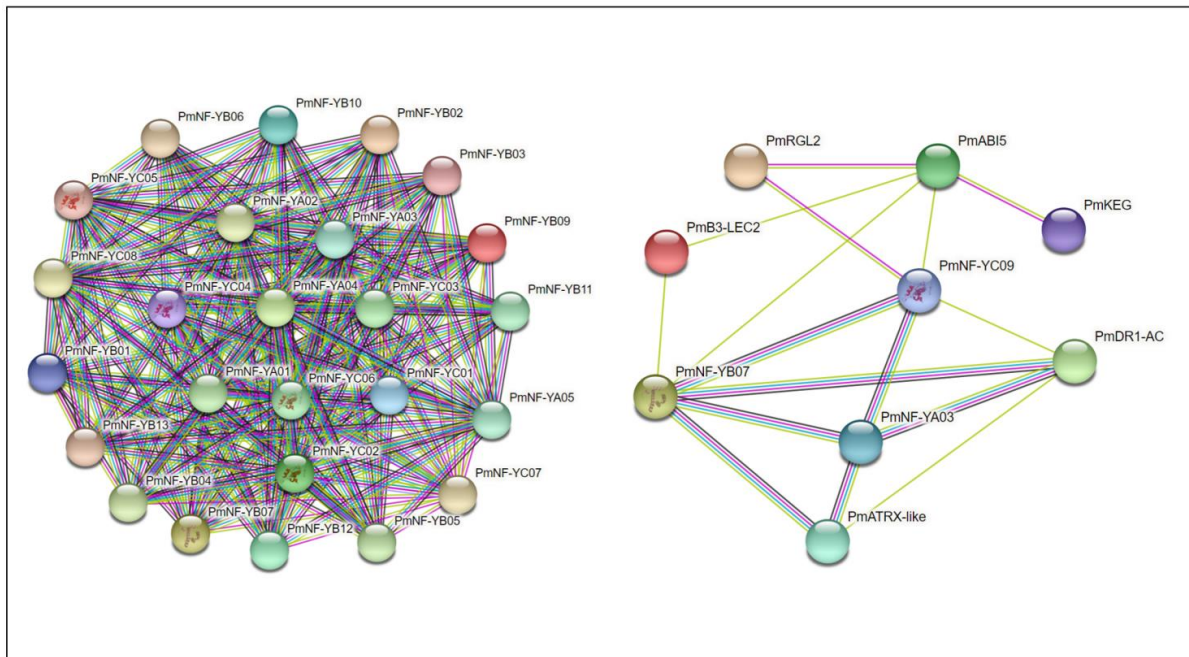 PmNF-YB06
PmNF-YB10
PmNF-YB02
PmNF-YB03
PmNF-YC05
PmNF-YA02
PmNF-YA03
PmNF-YB09
PmNF-YC08
PmNF-YC04
PmNF-YA04
PmNF-YC03
PmNF-YB11
PmNF-YB01
PmNF-YA01
PmNF-YC06
PmNF-YC01
PmNF-YA05
PmNF-YB13
PmNF-YC02
PmNF-YC07
PmNF-YB04
PmNF-YB07
PmNF-YB12
PmNF-YB05
PmRGL2
PmABI5
PmKEG
PmB3-LEC2
PmNF-YC09
PmDR1-AC
PmNF-YB07
PmNF-YA03
PmATRX-like